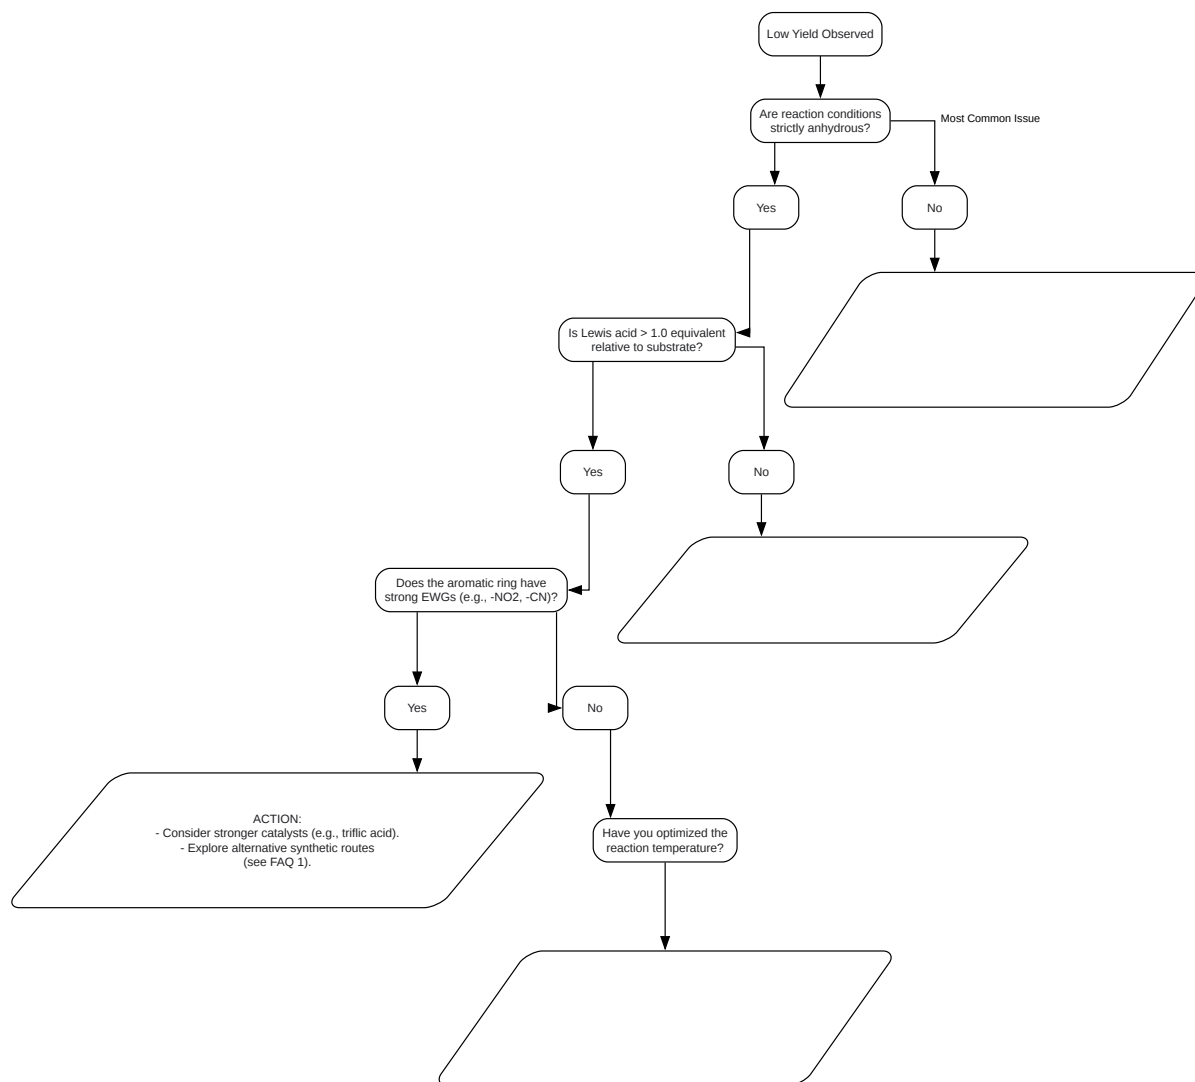 Low Yield Observed
Are reaction conditions
strictly anhydrous?
Most Common Issue
Yes
No
Is Lewis acid > 1.0 equivalent
relative to substrate?
Yes
No
Does the aromatic ring have
strong EWGs (e.g., -NO2, -CN)?
Yes
No
ACTION:
- Consider stronger catalysts (e.g., triflic acid).
- Explore alternative synthetic routes
(see FAQ 1).
Have you optimized the
reaction temperature?